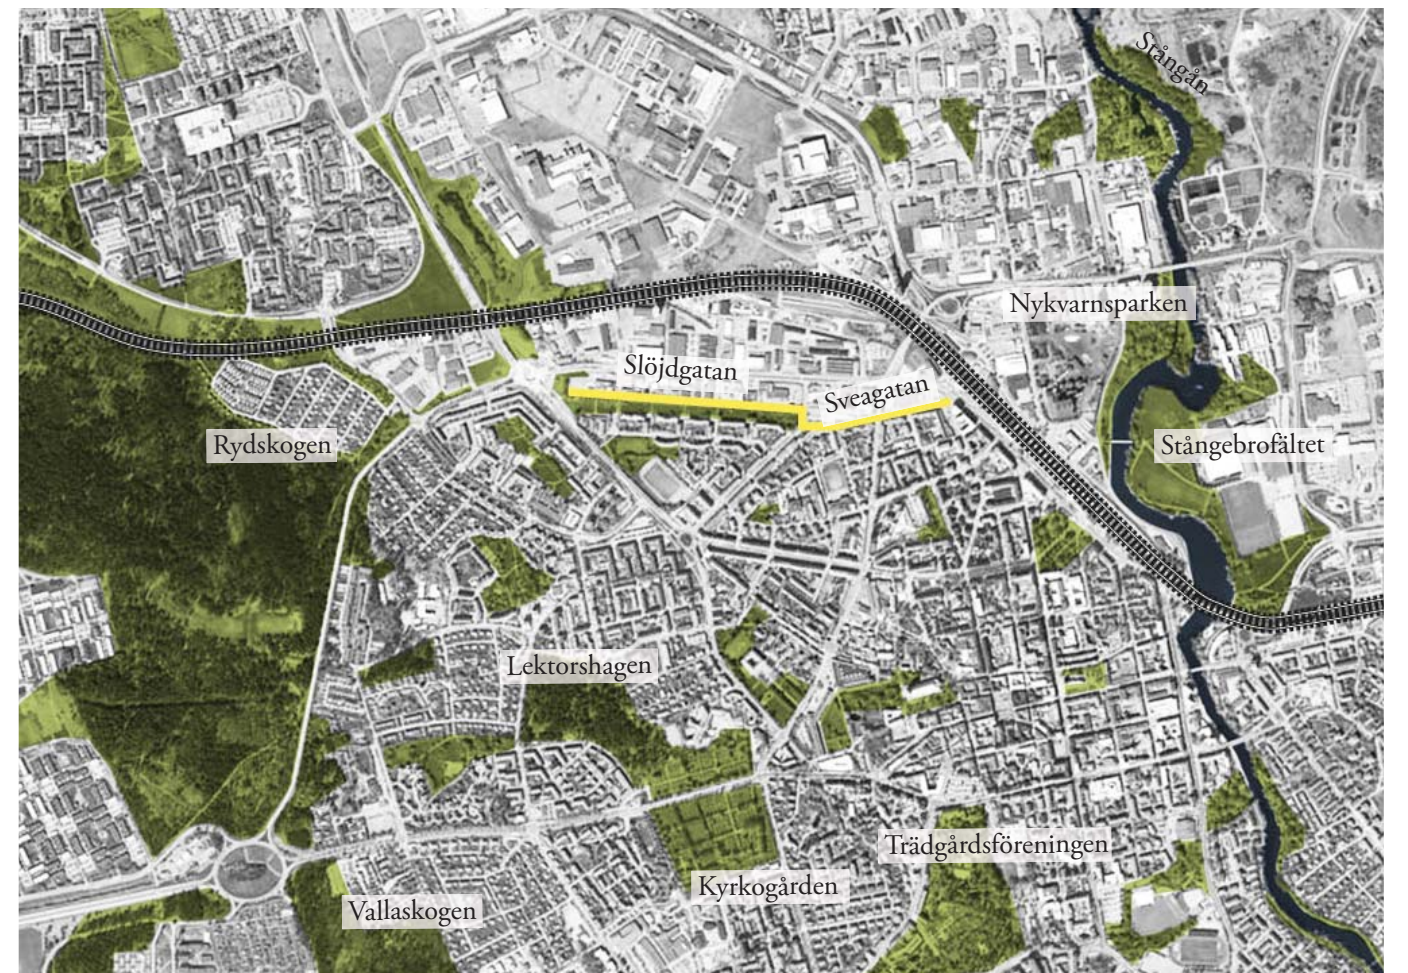 Stångån
Nykvarnsparken
Slöjdgatan
Sveagatan
Rydskogen
Stångebrofältet
Lektorshagen
Trädgårdsföreningen
Kyrkogården
Vallaskogen